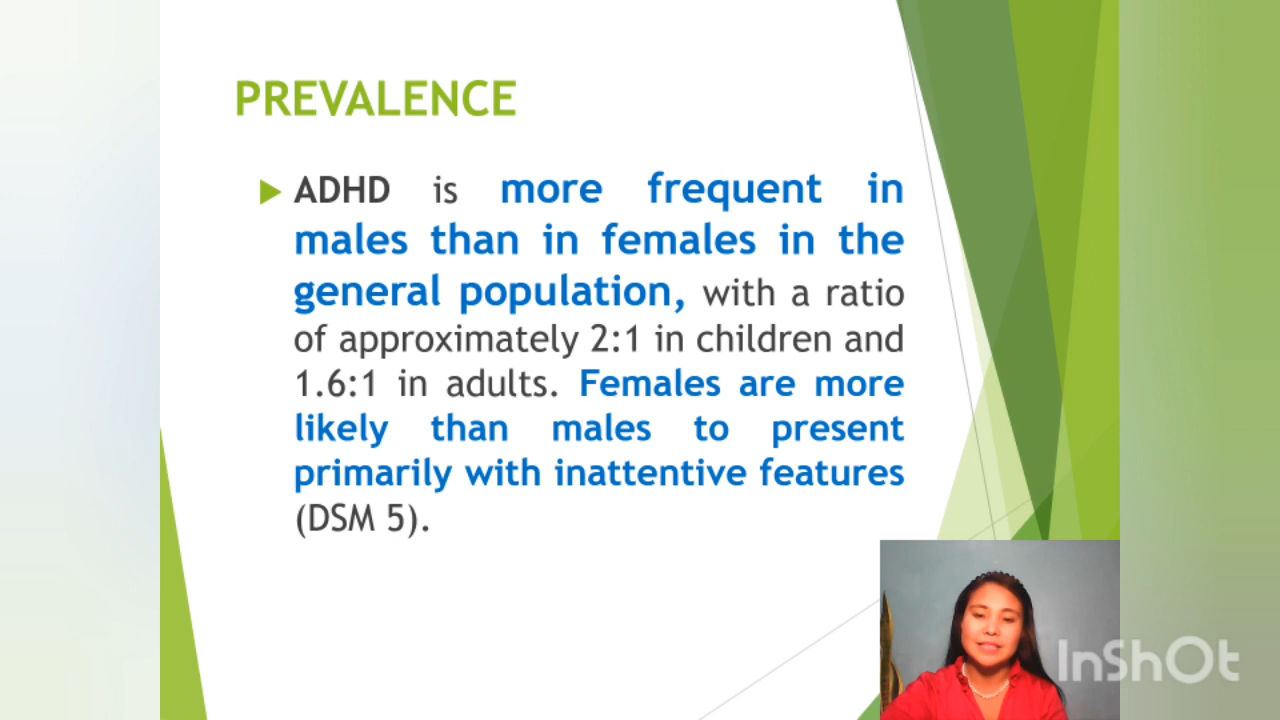 PREVALENCE
ADHD is more frequent in
males than in females in the
general population, with a ratio
of approximately 2:1 in children and
1.6:1 in adults. Females are more
likely than males to present
primarily with inattentive features
(DSM 5).
InShOt